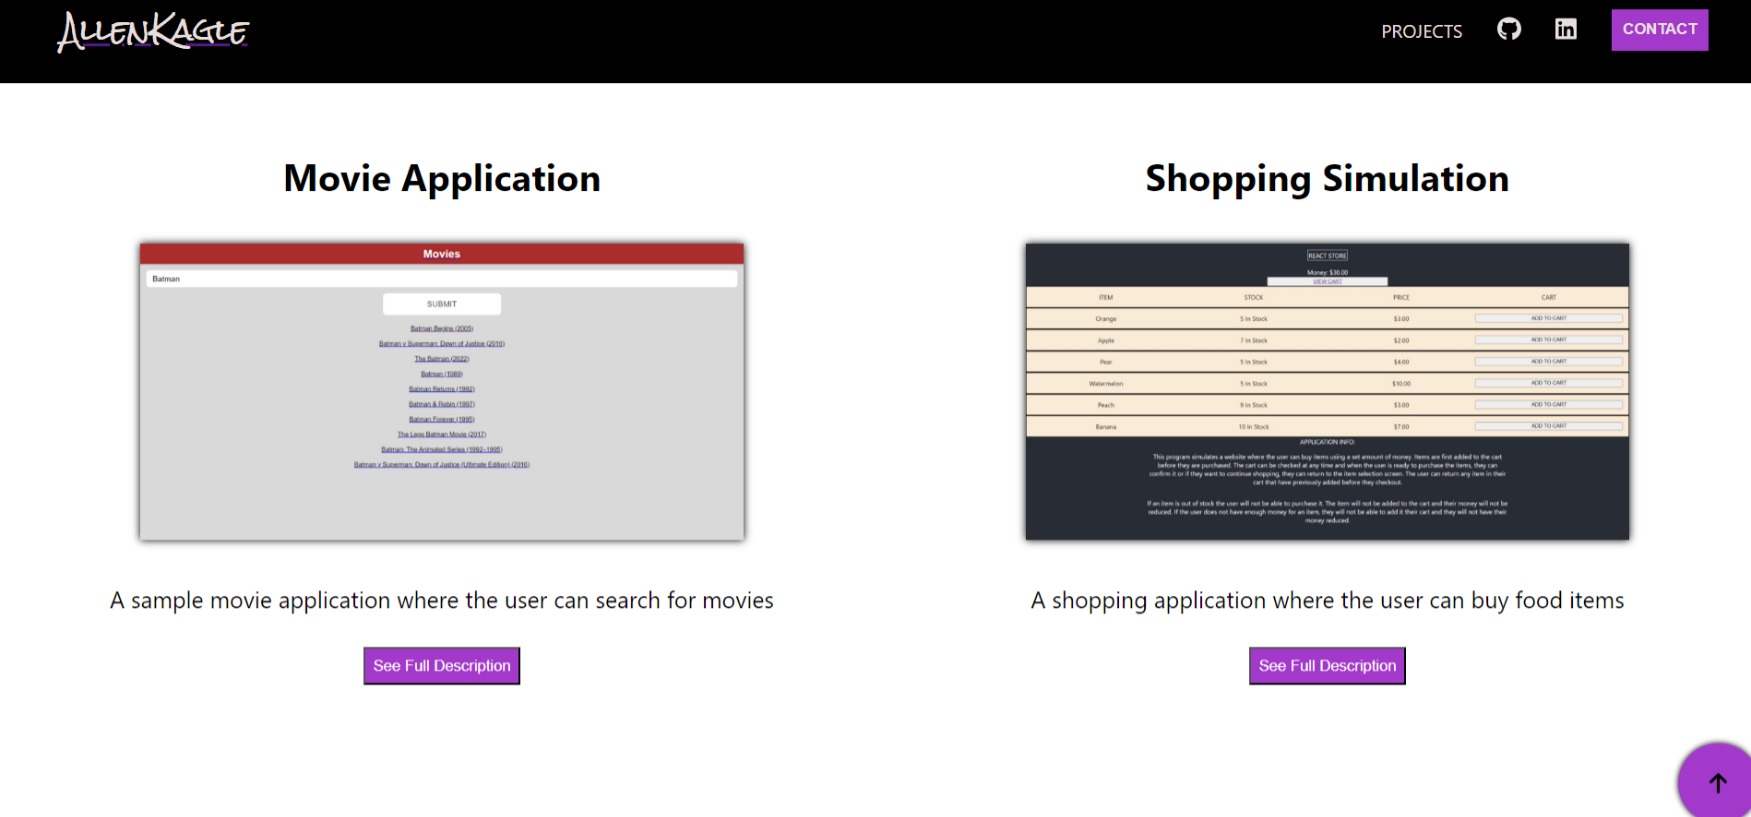 AllenKagle
PROJECTS
CONTACT
Movie Application
Movies
Batman
SUBMIT
Batman Begins (2005)
Batman v Superman: Dawn of Justice (2016)
The Batman (2022)
Batman (1989)
Batman Returns (1992)
Batman & Robin (1997)
Batman Forever (1995)
The Lego Batman Movie (2017)
Batman: The Animated Series (1992–1995)
Batman v Superman: Dawn of Justice (Ultimate Edition) (2016)
A sample movie application where the user can search for movies
See Full Description
Shopping Simulation
REACT STORE
Money: $30.00
VIEW CART
ITEM STOCK PRICE CART
Orange 5 In Stock $3.00 ADD TO CART
Apple 7 In Stock $2.00 ADD TO CART
Pear 5 In Stock $4.00 ADD TO CART
Watermelon 5 In Stock $10.00 ADD TO CART
Peach 9 In Stock $3.00 ADD TO CART
Banana 10 In Stock $7.00 ADD TO CART
APPLICATION INFO:
This program simulates a website where the user can buy items using a set amount of money. Items are first added to the cart
before they are purchased. The cart can be checked at any time and when the user is ready to purchase the items, they can
confirm it or if they want to continue shopping, they can return to the item selection screen. The user can return any item in their
cart that have previously added before they checkout.
If an item is out of stock the user will not be able to purchase it. The item will not be added to the cart and their money will not be
reduced. If the user does not have enough money for an item, they will not be able to add it their cart and they will not have their
money reduced.
A shopping application where the user can buy food items
See Full Description